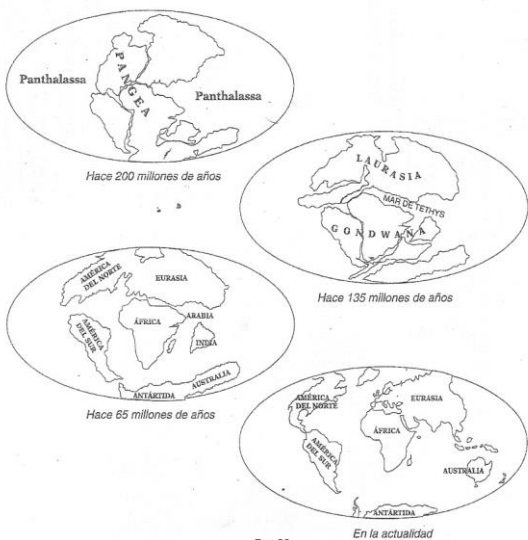 Panthalassa
PANGEA
Panthalassa
Hace 200 millones de años
LAURASIA
MAR DE TETHYS
GONDWANA
Hace 135 millones de años
AMÉRICA
DEL NORTE
EURASIA
ÁFRICA
ARABIA
INDIA
AMÉRICA
DEL SUR
AUSTRALIA
ANTÁRTIDA
Hace 65 millones de años
AMÉRICA
DEL NORTE
EURASIA
ÁFRICA
AMÉRICA
DEL SUR
AUSTRALIA
ANTÁRTIDA
En la actualidad